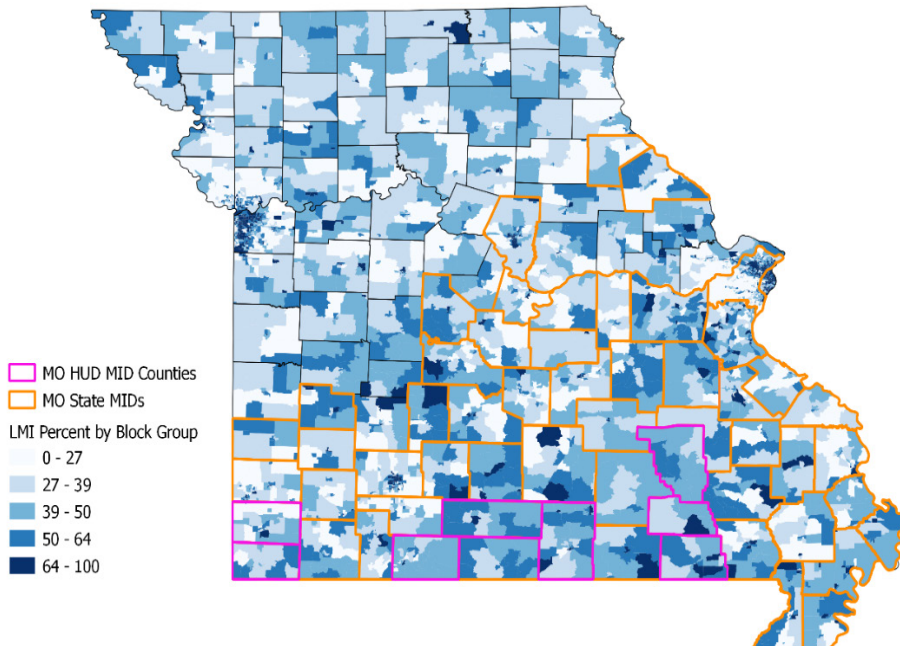 MO HUD MID Counties
MO State MIDs
LMI Percent by Block Group
0 - 27
27 - 39
39 - 50
50 - 64
64 - 100